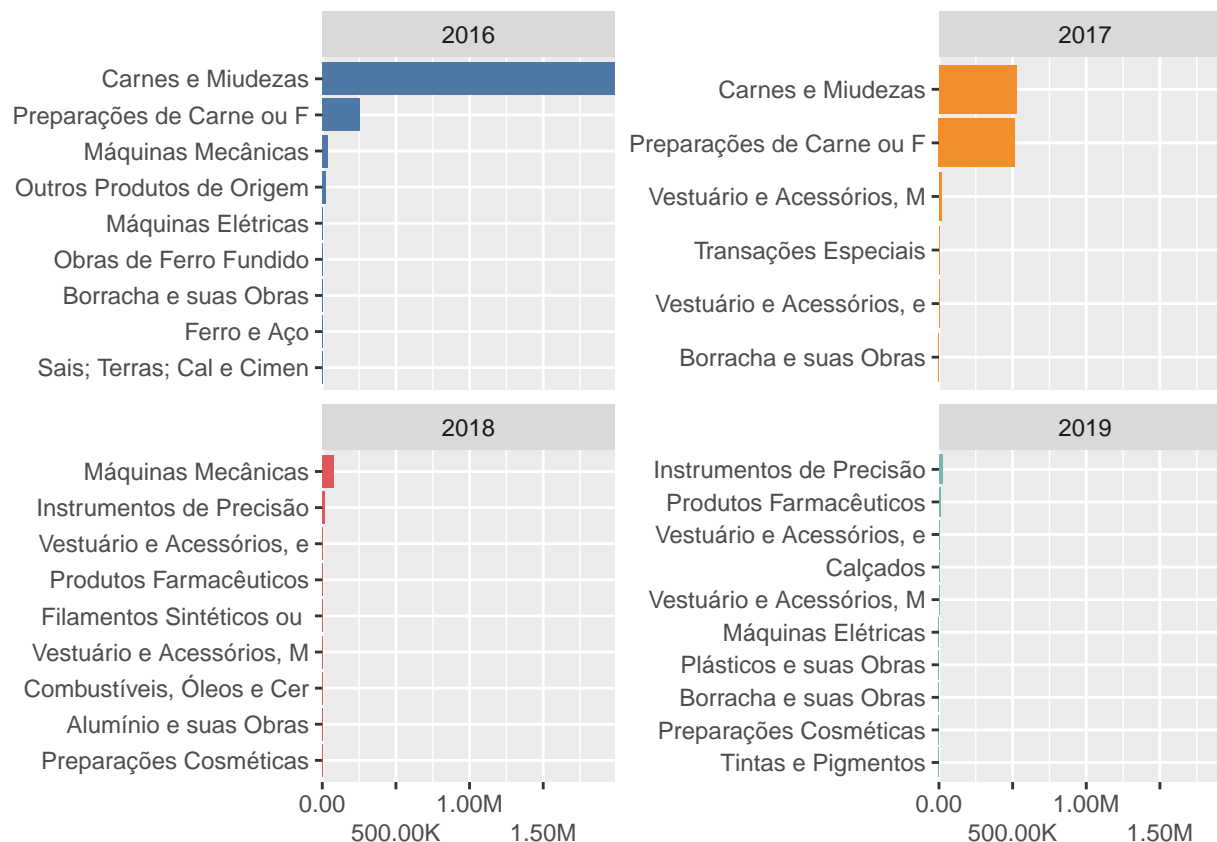 2016
Carnes e Miudezas
Preparações de Carne ou F
Máquinas Mecânicas
Outros Produtos de Origem
Máquinas Elétricas
Obras de Ferro Fundido
Borracha e suas Obras
Ferro e Aço
Sais; Terras; Cal e Cimen
2017
Carnes e Miudezas
Preparações de Carne ou F
Vestuário e Acessórios, M
Transações Especiais
Vestuário e Acessórios, e
Borracha e suas Obras
2018
Máquinas Mecânicas
Instrumentos de Precisão
Vestuário e Acessórios, e
Produtos Farmacêuticos
Filamentos Sintéticos ou
Vestuário e Acessórios, M
Combustíveis, Óleos e Cer
Alumínio e suas Obras
Preparações Cosméticas
0.00 1.00M
500.00K 1.50M
2019
Instrumentos de Precisão
Produtos Farmacêuticos
Vestuário e Acessórios, e
Calçados
Vestuário e Acessórios, M
Máquinas Elétricas
Plásticos e suas Obras
Borracha e suas Obras
Preparações Cosméticas
Tintas e Pigmentos
0.00 1.00M
500.00K 1.50M